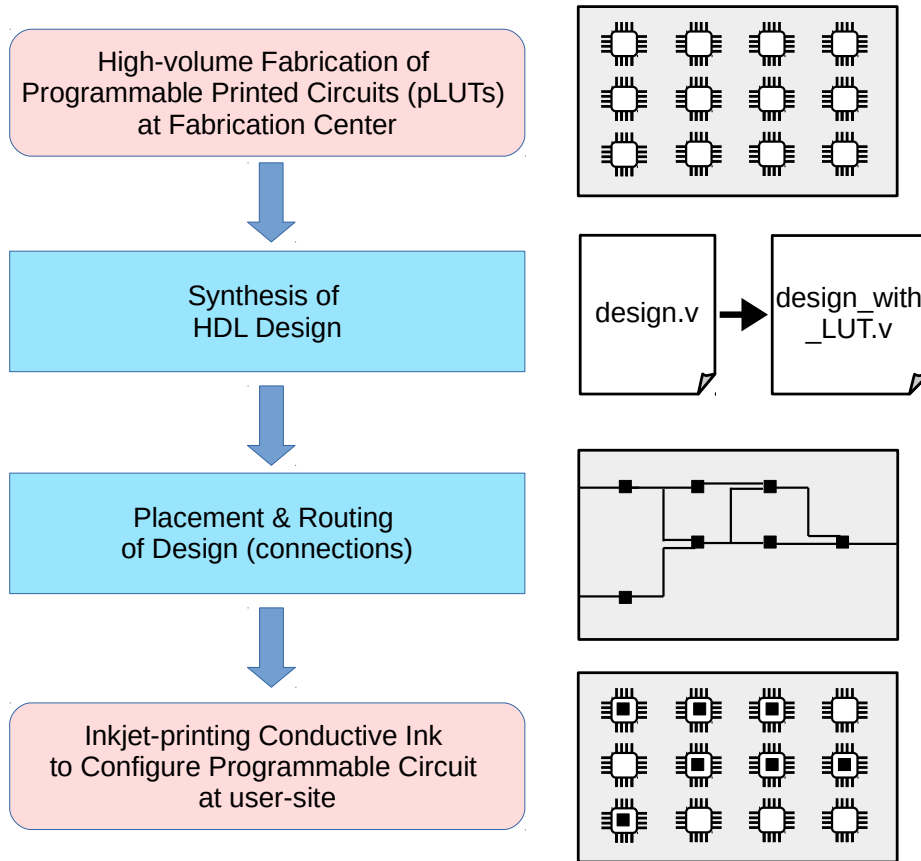 High-volume Fabrication of
Programmable Printed Circuits (pLUTs)
at Fabrication Center
Synthesis of
HDL Design
design.v
design_with
_LUT.v
Placement & Routing
of Design (connections)
Inkjet-printing Conductive Ink
to Configure Programmable Circuit
at user-site